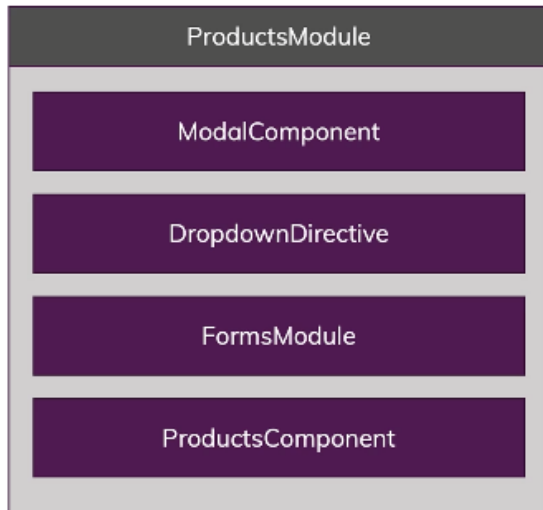 ProductsModule
ModalComponent
DropdownDirective
FormsModule
ProductsComponent